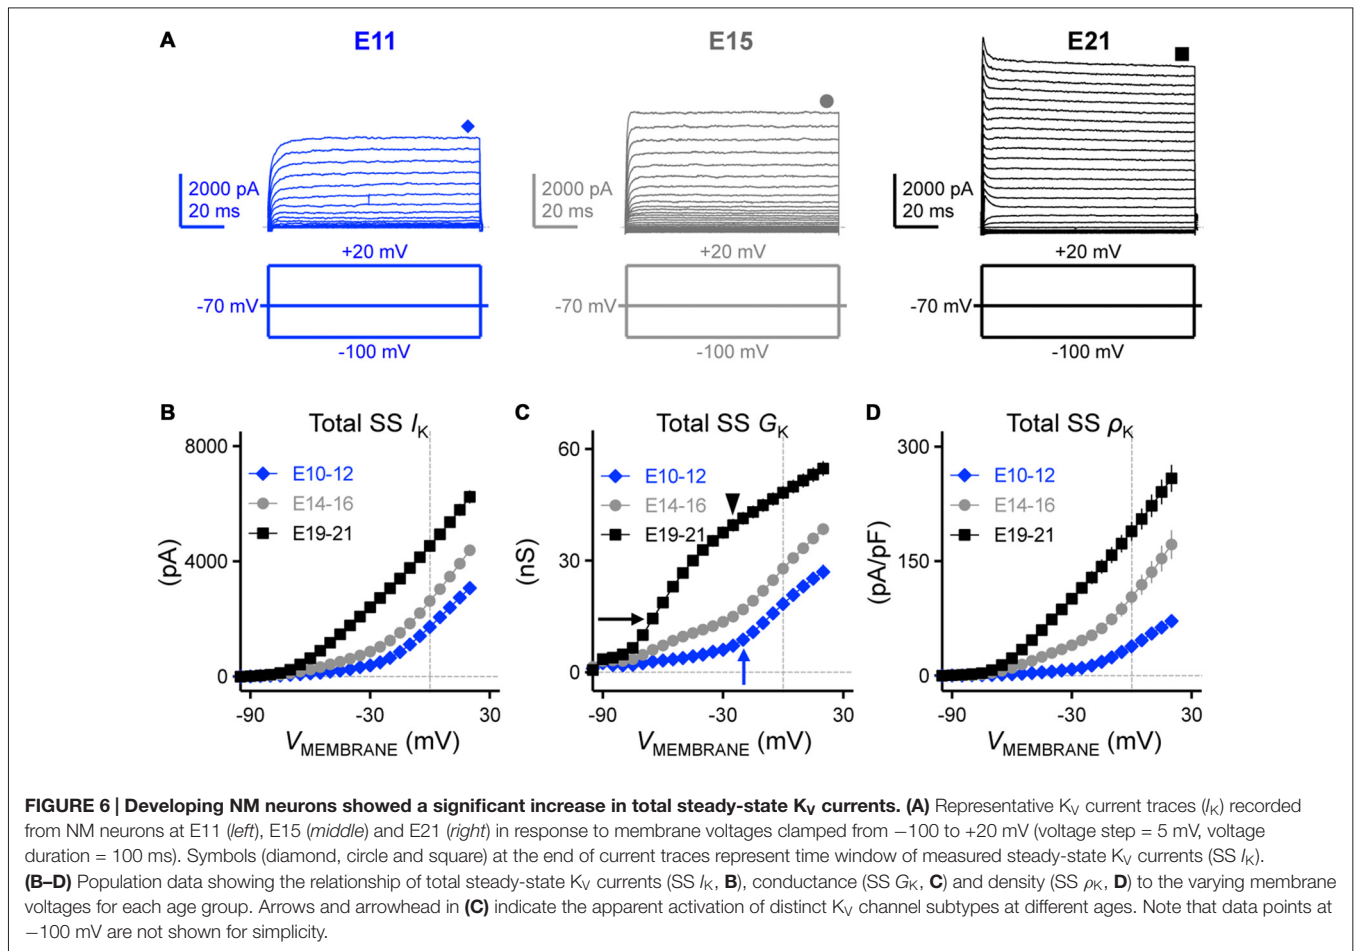 A
E11
E15
E21
2000 pA
20 ms
2000 pA
20 ms
2000 pA
20 ms
+20 mV
+20 mV
+20 mV
-70 mV
-70 mV
-70 mV
-100 mV
-100 mV
-100 mV
B
Total SS IK
8000
4000
0
(pA)
E10-12
E14-16
E19-21
-90
-30
30
VMEMBRANE (mV)
C
Total SS GK
60
30
0
(nS)
E10-12
E14-16
E19-21
-90
-30
30
VMEMBRANE (mV)
D
Total SS ρK
300
150
0
(pA/pF)
E10-12
E14-16
E19-21
-90
-30
30
VMEMBRANE (mV)
FIGURE 6 | Developing NM neurons showed a significant increase in total steady-state KV currents. (A) Representative KV current traces (IK) recorded
from NM neurons at E11 (left), E15 (middle) and E21 (right) in response to membrane voltages clamped from −100 to +20 mV (voltage step = 5 mV, voltage
duration = 100 ms). Symbols (diamond, circle and square) at the end of current traces represent time window of measured steady-state KV currents (SS IK).
(B–D) Population data showing the relationship of total steady-state KV currents (SS IK, B), conductance (SS GK, C) and density (SS ρK, D) to the varying membrane
voltages for each age group. Arrows and arrowhead in (C) indicate the apparent activation of distinct KV channel subtypes at different ages. Note that data points at
−100 mV are not shown for simplicity.